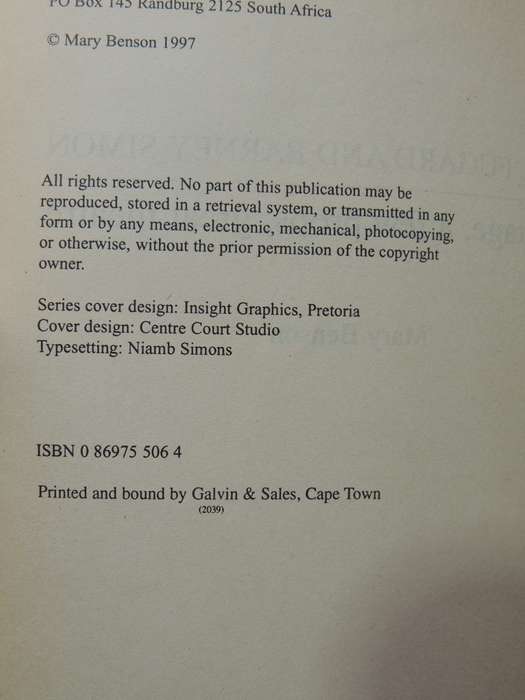 PO Box 145 Randburg 2125 South Africa
© Mary Benson 1997
All rights reserved. No part of this publication may be
reproduced, stored in a retrieval system, or transmitted in any
form or by any means, electronic, mechanical, photocopying,
or otherwise, without the prior permission of the copyright
owner.
Series cover design: Insight Graphics, Pretoria
Cover design: Centre Court Studio
Typesetting: Niamb Simons
ISBN 0 86975 506 4
Printed and bound by Galvin & Sales, Cape Town
(2039)